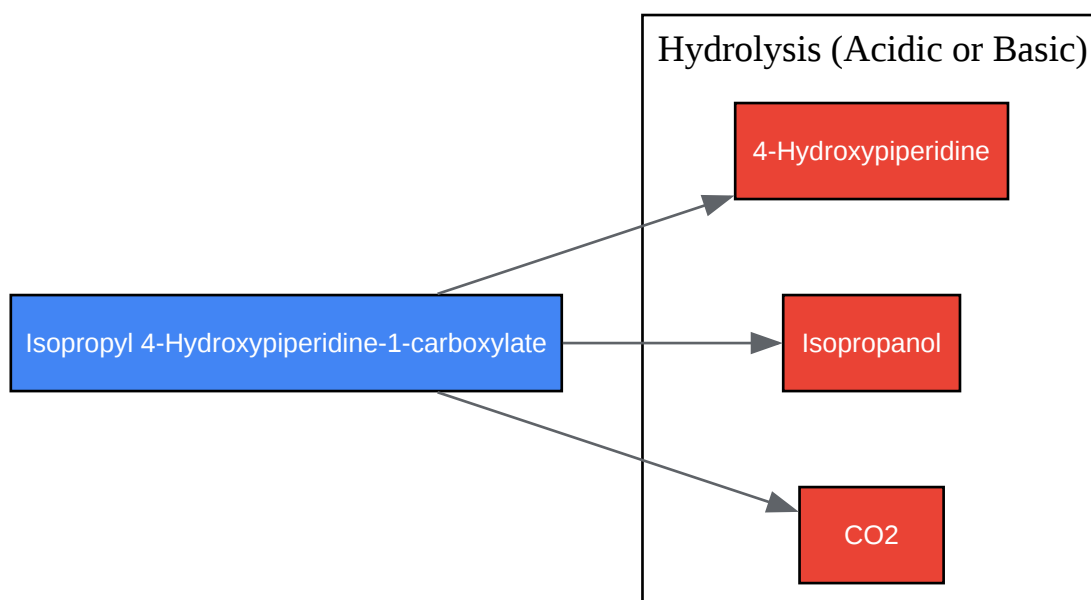 Hydrolysis (Acidic or Basic)
4-Hydroxypiperidine
Isopropyl 4-Hydroxypiperidine-1-carboxylate
Isopropanol
CO2